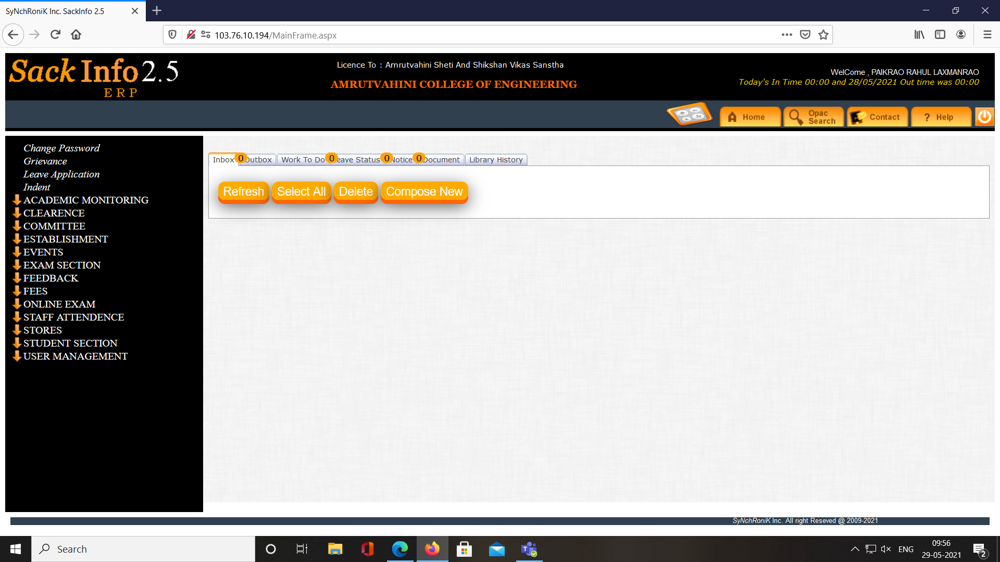 SyNchRoniK Inc. SackInfo 2.5
103.76.10.194/MainFrame.aspx
Sack Info 2.5
ERP
Licence To : Amrutvahini Sheti And Shikshan Vikas Sanstha
AMRUTVAHINI COLLEGE OF ENGINEERING
WelCome , PAIKRAO RAHUL LAXMANRAO
Today's In Time 00:00 and 28/05/2021 Out time was 00:00
Home
Opac Search
Contact
? Help
Change Password
Grievance
Leave Application
Indent
ACADEMIC MONITORING
CLEARENCE
COMMITTEE
ESTABLISHMENT
EVENTS
EXAM SECTION
FEEDBACK
FEES
ONLINE EXAM
STAFF ATTENDENCE
STORES
STUDENT SECTION
USER MANAGEMENT
Inbox 0 Outbox Work To Do 0 Leave Status 0 Notice 0 Document Library History
Refresh Select All Delete Compose New
SyNchRoniK Inc. All right Reseved @ 2009-2021
Search
ENG
09:56
29-05-2021
2